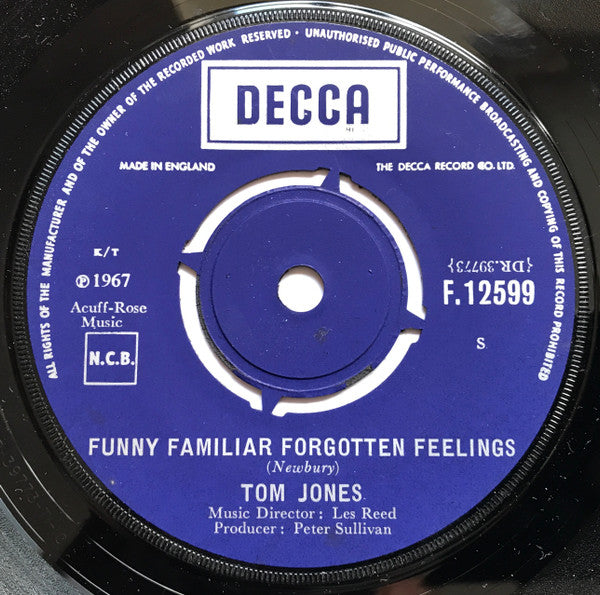 ALL RIGHTS OF THE MANUFACTURER AND OF THE OWNER OF THE RECORDED WORK RESERVED • UNAUTHORISED PUBLIC PERFORMANCE BROADCASTING AND COPYING OF THIS RECORD PROHIBITED
DECCA
MADE IN ENGLAND
THE DECCA RECORD CO. LTD.
K/T
℗ 1967
Acuff-Rose
Music
N.C.B.
{DR.39773}
F.12599
S
FUNNY FAMILIAR FORGOTTEN FEELINGS
(Newbury)
TOM JONES
Music Director : Les Reed
Producer : Peter Sullivan